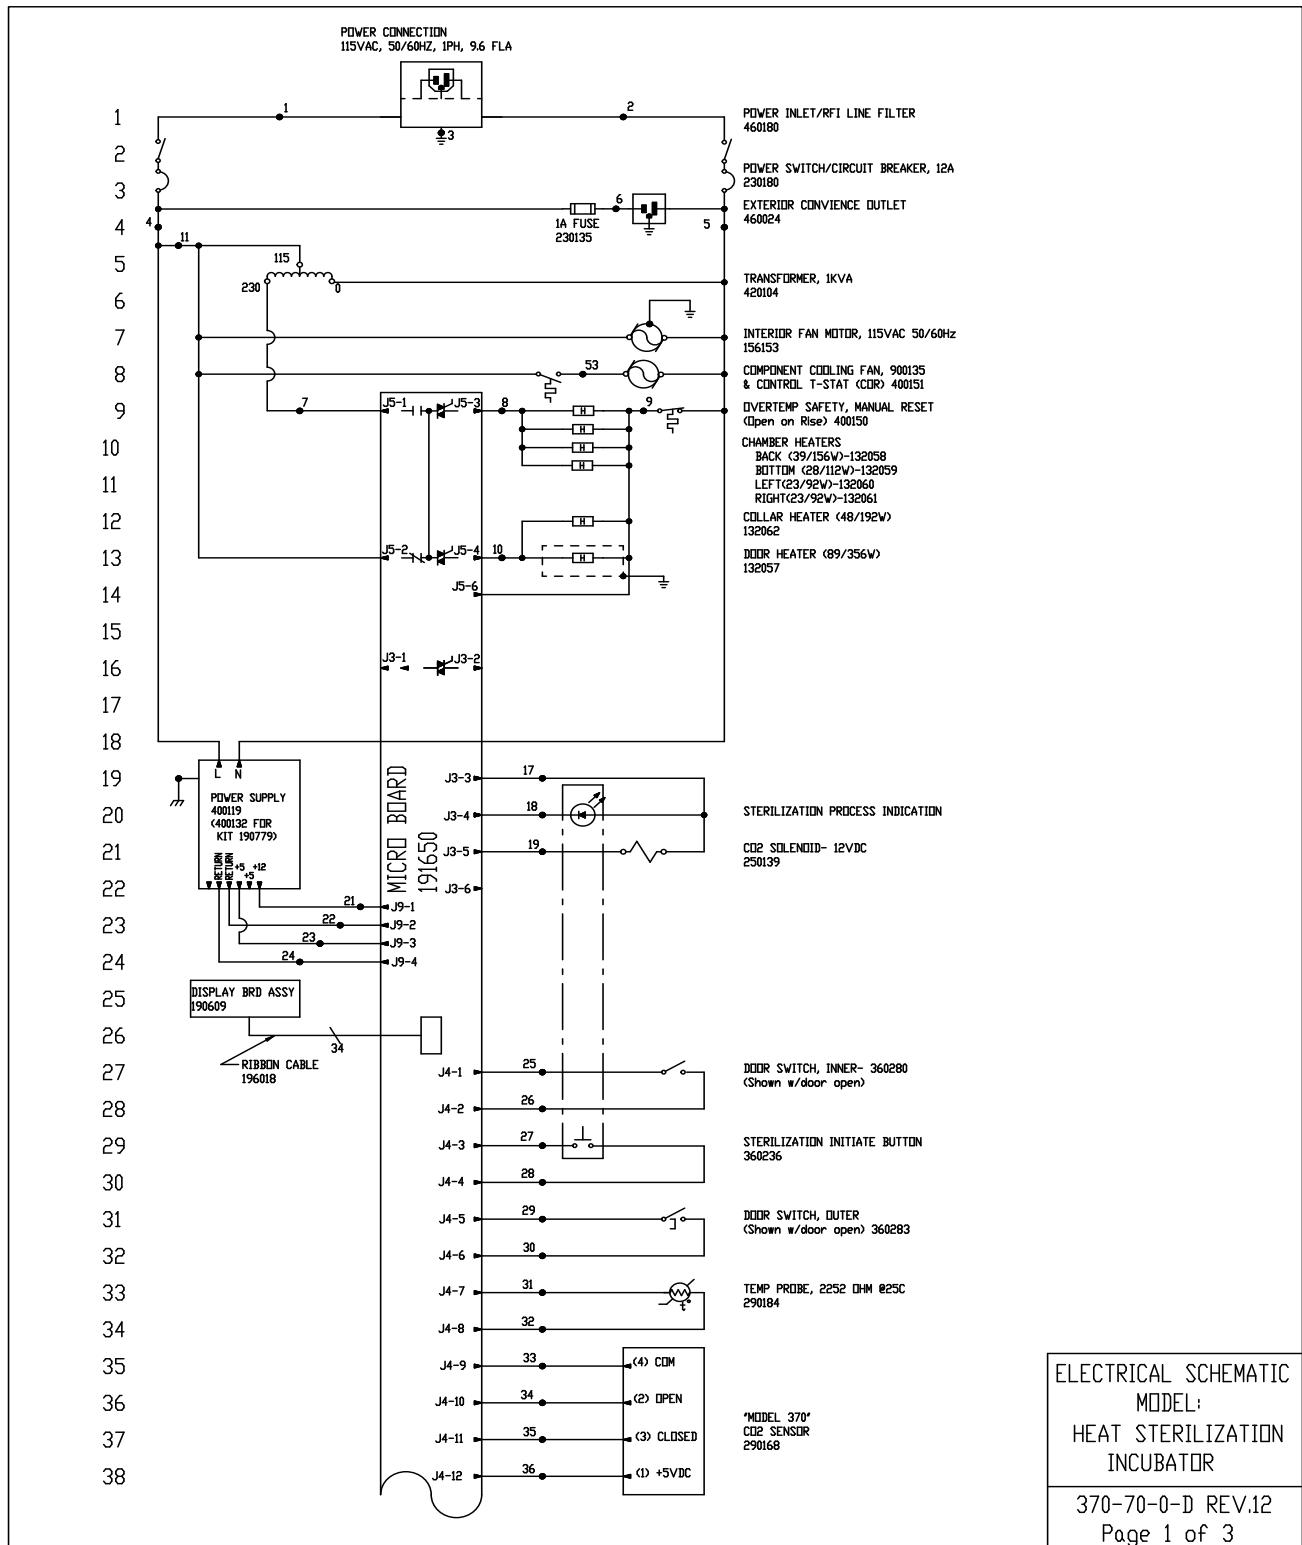 POWER CONNECTION
115VAC, 50/60HZ, 1PH, 9.6 FLA
1
1
2
POWER INLET/RFI LINE FILTER
460180
3
2
POWER SWITCH/CIRCUIT BREAKER, 12A
230180
3
6
EXTERIOR CONVIENCE OUTLET
460024
4
4
1A FUSE
230135
5
11
5
115
TRANSFORMER, 1KVA
420104
230
0
6
7
INTERIOR FAN MOTOR, 115VAC 50/60Hz
156153
8
53
COMPONENT COOLING FAN, 900135
& CONTROL T-STAT (COR) 400151
9
7
J5-1
J5-3
8
H
9
OVERTEMP SAFETY, MANUAL RESET
(Open on Rise) 400150
H
10
H
CHAMBER HEATERS
BACK (39/156W)-132058
BOTTOM (28/112W)-132059
H
11
LEFT(23/92W)-132060
RIGHT(23/92W)-132061
12
H
COLLAR HEATER (48/192W)
132062
13
J5-2
J5-4
10
H
DOOR HEATER (89/356W)
132057
14
J5-6
15
16
J3-1
J3-2
17
18
19
L N
J3-3
17
POWER SUPPLY
400119
(400132 FOR
KIT 190779)
20
J3-4
18
STERILIZATION PROCESS INDICATION
21
J3-5
19
CO2 SOLENOID- 12VDC
250139
RETURN
RETURN
+5
+5
+12
MICRO BOARD
191650
22
J3-6
21
J9-1
23
22
J9-2
23
J9-3
24
24
J9-4
25
DISPLAY BRD ASSY
190609
26
34
RIBBON CABLE
196018
27
J4-1
25
DOOR SWITCH, INNER- 360280
(Shown w/door open)
28
J4-2
26
29
J4-3
27
STERILIZATION INITIATE BUTTON
360236
30
J4-4
28
31
J4-5
29
DOOR SWITCH, OUTER
(Shown w/door open) 360283
32
J4-6
30
33
J4-7
31
t°
TEMP PROBE, 2252 OHM @25C
290184
34
J4-8
32
35
J4-9
33
(4) COM
36
J4-10
34
(2) OPEN
37
J4-11
35
(3) CLOSED
"MODEL 370"
CO2 SENSOR
290168
38
J4-12
36
(1) +5VDC
ELECTRICAL SCHEMATIC
MODEL:
HEAT STERILIZATION
INCUBATOR
370-70-0-D REV.12
Page 1 of 3